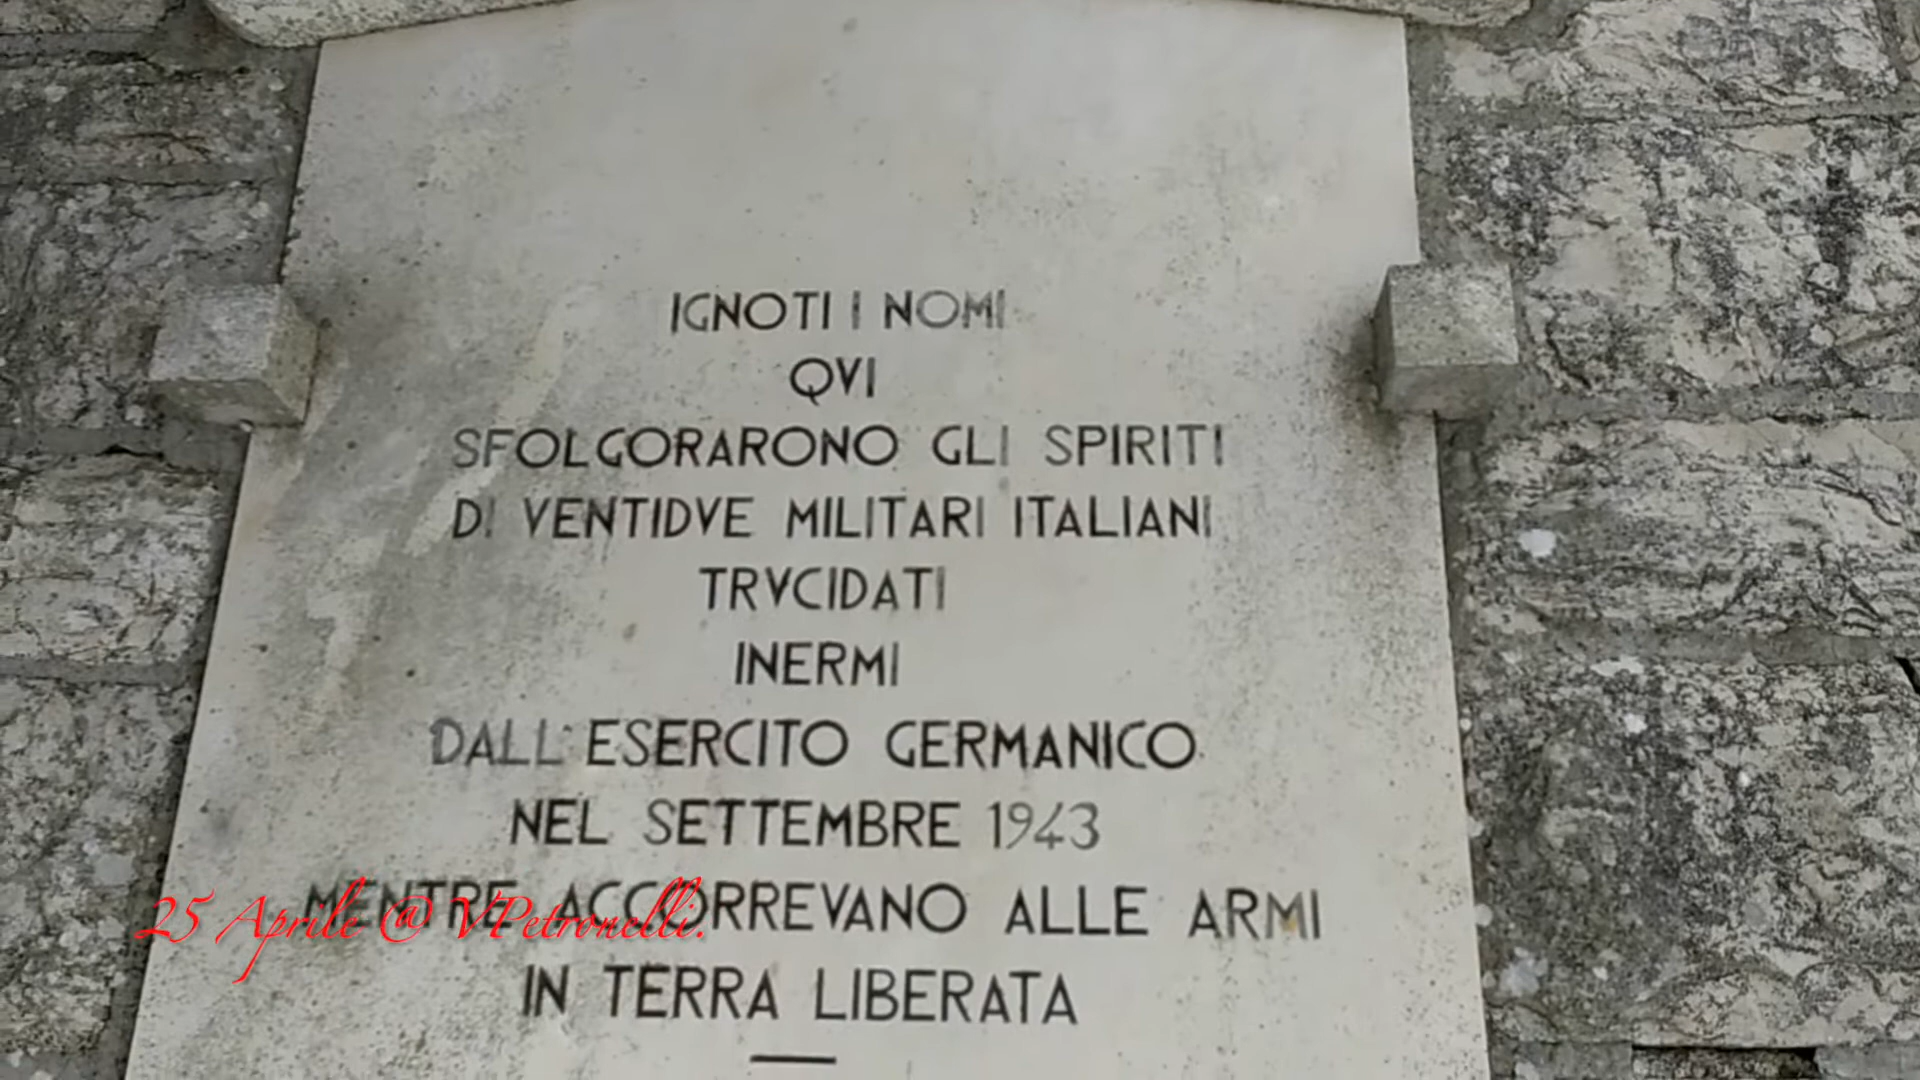 IGNOTI I NOMI
QVI
SFOLGORARONO GLI SPIRITI
DI VENTIDVE MILITARI ITALIANI
TRVCIDATI
INERMI
DALL'ESERCITO GERMANICO
NEL SETTEMBRE 1943
MENTRE ACCORREVANO ALLE ARMI
25 Aprile @ VPetronelli.
IN TERRA LIBERATA